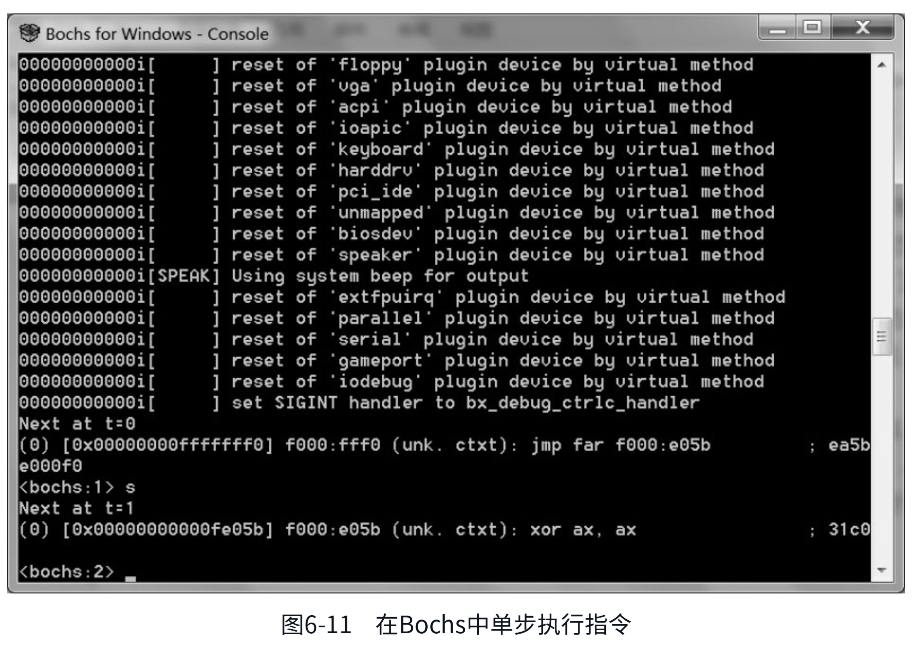 Bochs for Windows - Console
00000000000i[     ] reset of 'floppy' plugin device by virtual method
00000000000i[     ] reset of 'vga' plugin device by virtual method
00000000000i[     ] reset of 'acpi' plugin device by virtual method
00000000000i[     ] reset of 'ioapic' plugin device by virtual method
00000000000i[     ] reset of 'keyboard' plugin device by virtual method
00000000000i[     ] reset of 'harddrv' plugin device by virtual method
00000000000i[     ] reset of 'pci_ide' plugin device by virtual method
00000000000i[     ] reset of 'unmapped' plugin device by virtual method
00000000000i[     ] reset of 'biosdev' plugin device by virtual method
00000000000i[     ] reset of 'speaker' plugin device by virtual method
00000000000i[SPEAK] Using system beep for output
00000000000i[     ] reset of 'extfpuirq' plugin device by virtual method
00000000000i[     ] reset of 'parallel' plugin device by virtual method
00000000000i[     ] reset of 'serial' plugin device by virtual method
00000000000i[     ] reset of 'gameport' plugin device by virtual method
00000000000i[     ] reset of 'iodebug' plugin device by virtual method
00000000000i[     ] set SIGINT handler to bx_debug_ctrlc_handler
Next at t=0
(0) [0x00000000fffffff0] f000:fff0 (unk. ctxt): jmp far f000:e05b         ; ea5b
e000f0
<bochs:1> s
Next at t=1
(0) [0x00000000000fe05b] f000:e05b (unk. ctxt): xor ax, ax                ; 31c0
<bochs:2> _
图6-11 在Bochs中单步执行指令